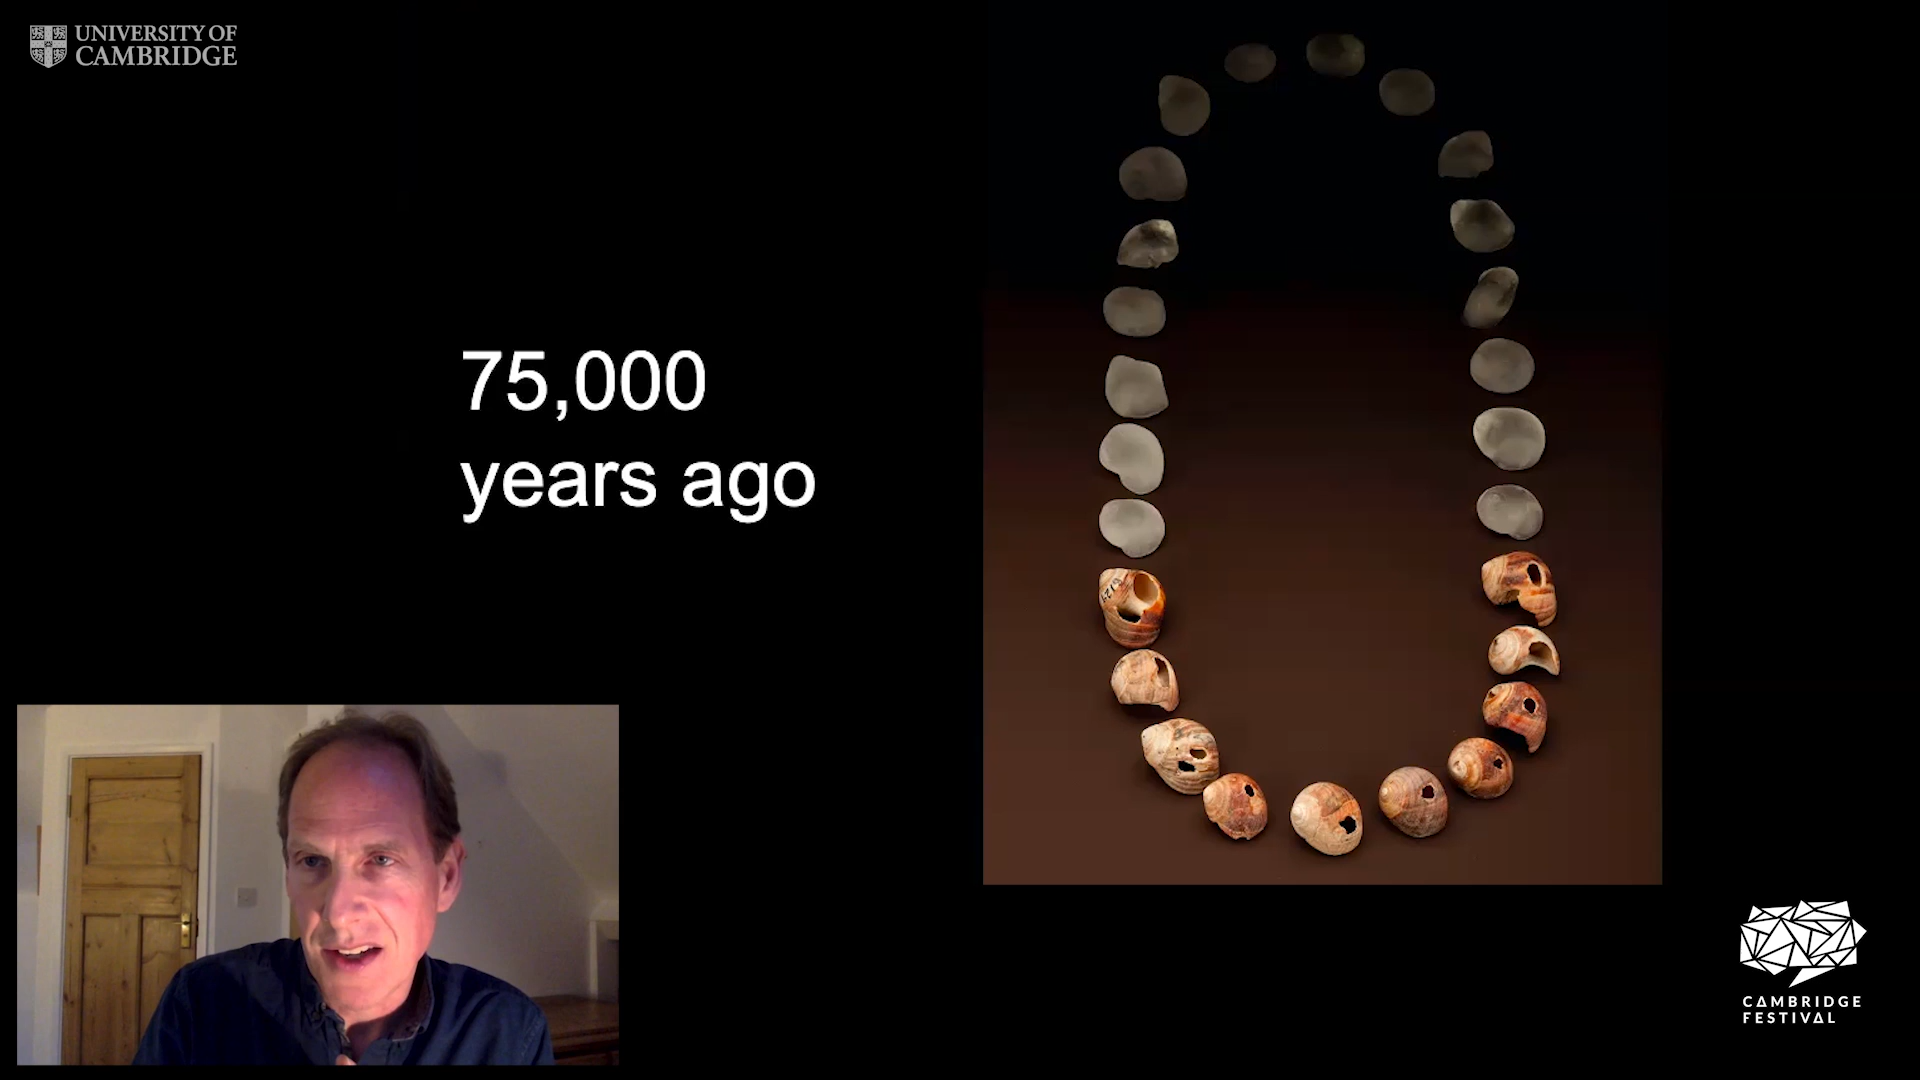 UNIVERSITY OF
CAMBRIDGE
75,000
years ago
CAMBRIDGE
FESTIVAL